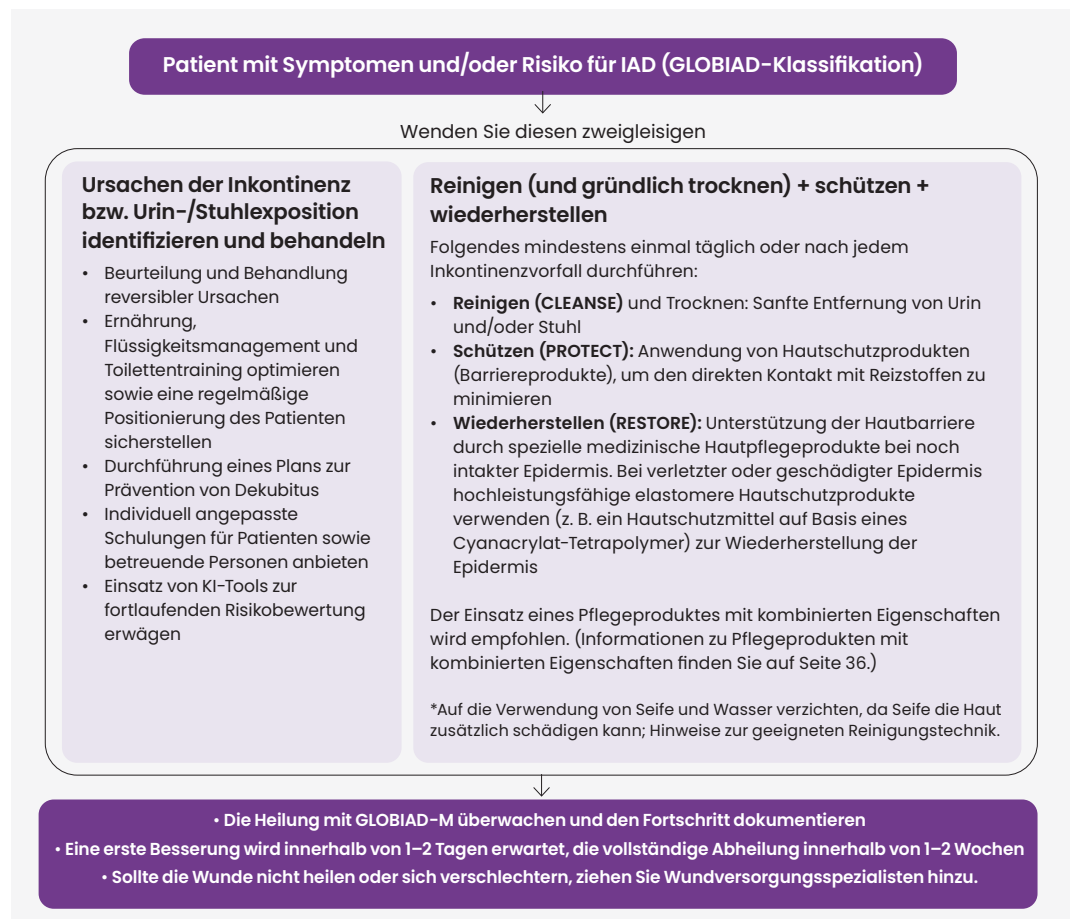 Patient mit Symptomen und/oder Risiko für IAD (GLOBIAD-Klassifikation)
Wenden Sie diesen zweigleisigen
Ursachen der Inkontinenz
bzw. Urin-/Stuhlexposition
identifizieren und behandeln
• Beurteilung und Behandlung
reversibler Ursachen
• Ernährung,
Flüssigkeitsmanagement und
Toilettentraining optimieren
sowie eine regelmäßige
Positionierung des Patienten
sicherstellen
• Durchführung eines Plans zur
Prävention von Dekubitus
• Individuell angepasste
Schulungen für Patienten sowie
betreuende Personen anbieten
• Einsatz von KI-Tools zur
fortlaufenden Risikobewertung
erwägen
Reinigen (und gründlich trocknen) + schützen +
wiederherstellen
Folgendes mindestens einmal täglich oder nach jedem
Inkontinenzvorfall durchführen:
• Reinigen (CLEANSE) und Trocknen: Sanfte Entfernung von Urin
und/oder Stuhl
• Schützen (PROTECT): Anwendung von Hautschutzprodukten
(Barriereprodukte), um den direkten Kontakt mit Reizstoffen zu
minimieren
• Wiederherstellen (RESTORE): Unterstützung der Hautbarriere
durch spezielle medizinische Hautpflegeprodukte bei noch
intakter Epidermis. Bei verletzter oder geschädigter Epidermis
hochleistungsfähige elastomere Hautschutzprodukte
verwenden (z. B. ein Hautschutzmittel auf Basis eines
Cyanacrylat-Tetrapolymer) zur Wiederherstellung der
Epidermis
Der Einsatz eines Pflegeproduktes mit kombinierten Eigenschaften
wird empfohlen. (Informationen zu Pflegeprodukten mit
kombinierten Eigenschaften finden Sie auf Seite 36.)
*Auf die Verwendung von Seife und Wasser verzichten, da Seife die Haut
zusätzlich schädigen kann; Hinweise zur geeigneten Reinigungstechnik.
• Die Heilung mit GLOBIAD-M überwachen und den Fortschritt dokumentieren
• Eine erste Besserung wird innerhalb von 1–2 Tagen erwartet, die vollständige Abheilung innerhalb von 1–2 Wochen
• Sollte die Wunde nicht heilen oder sich verschlechtern, ziehen Sie Wundversorgungsspezialisten hinzu.